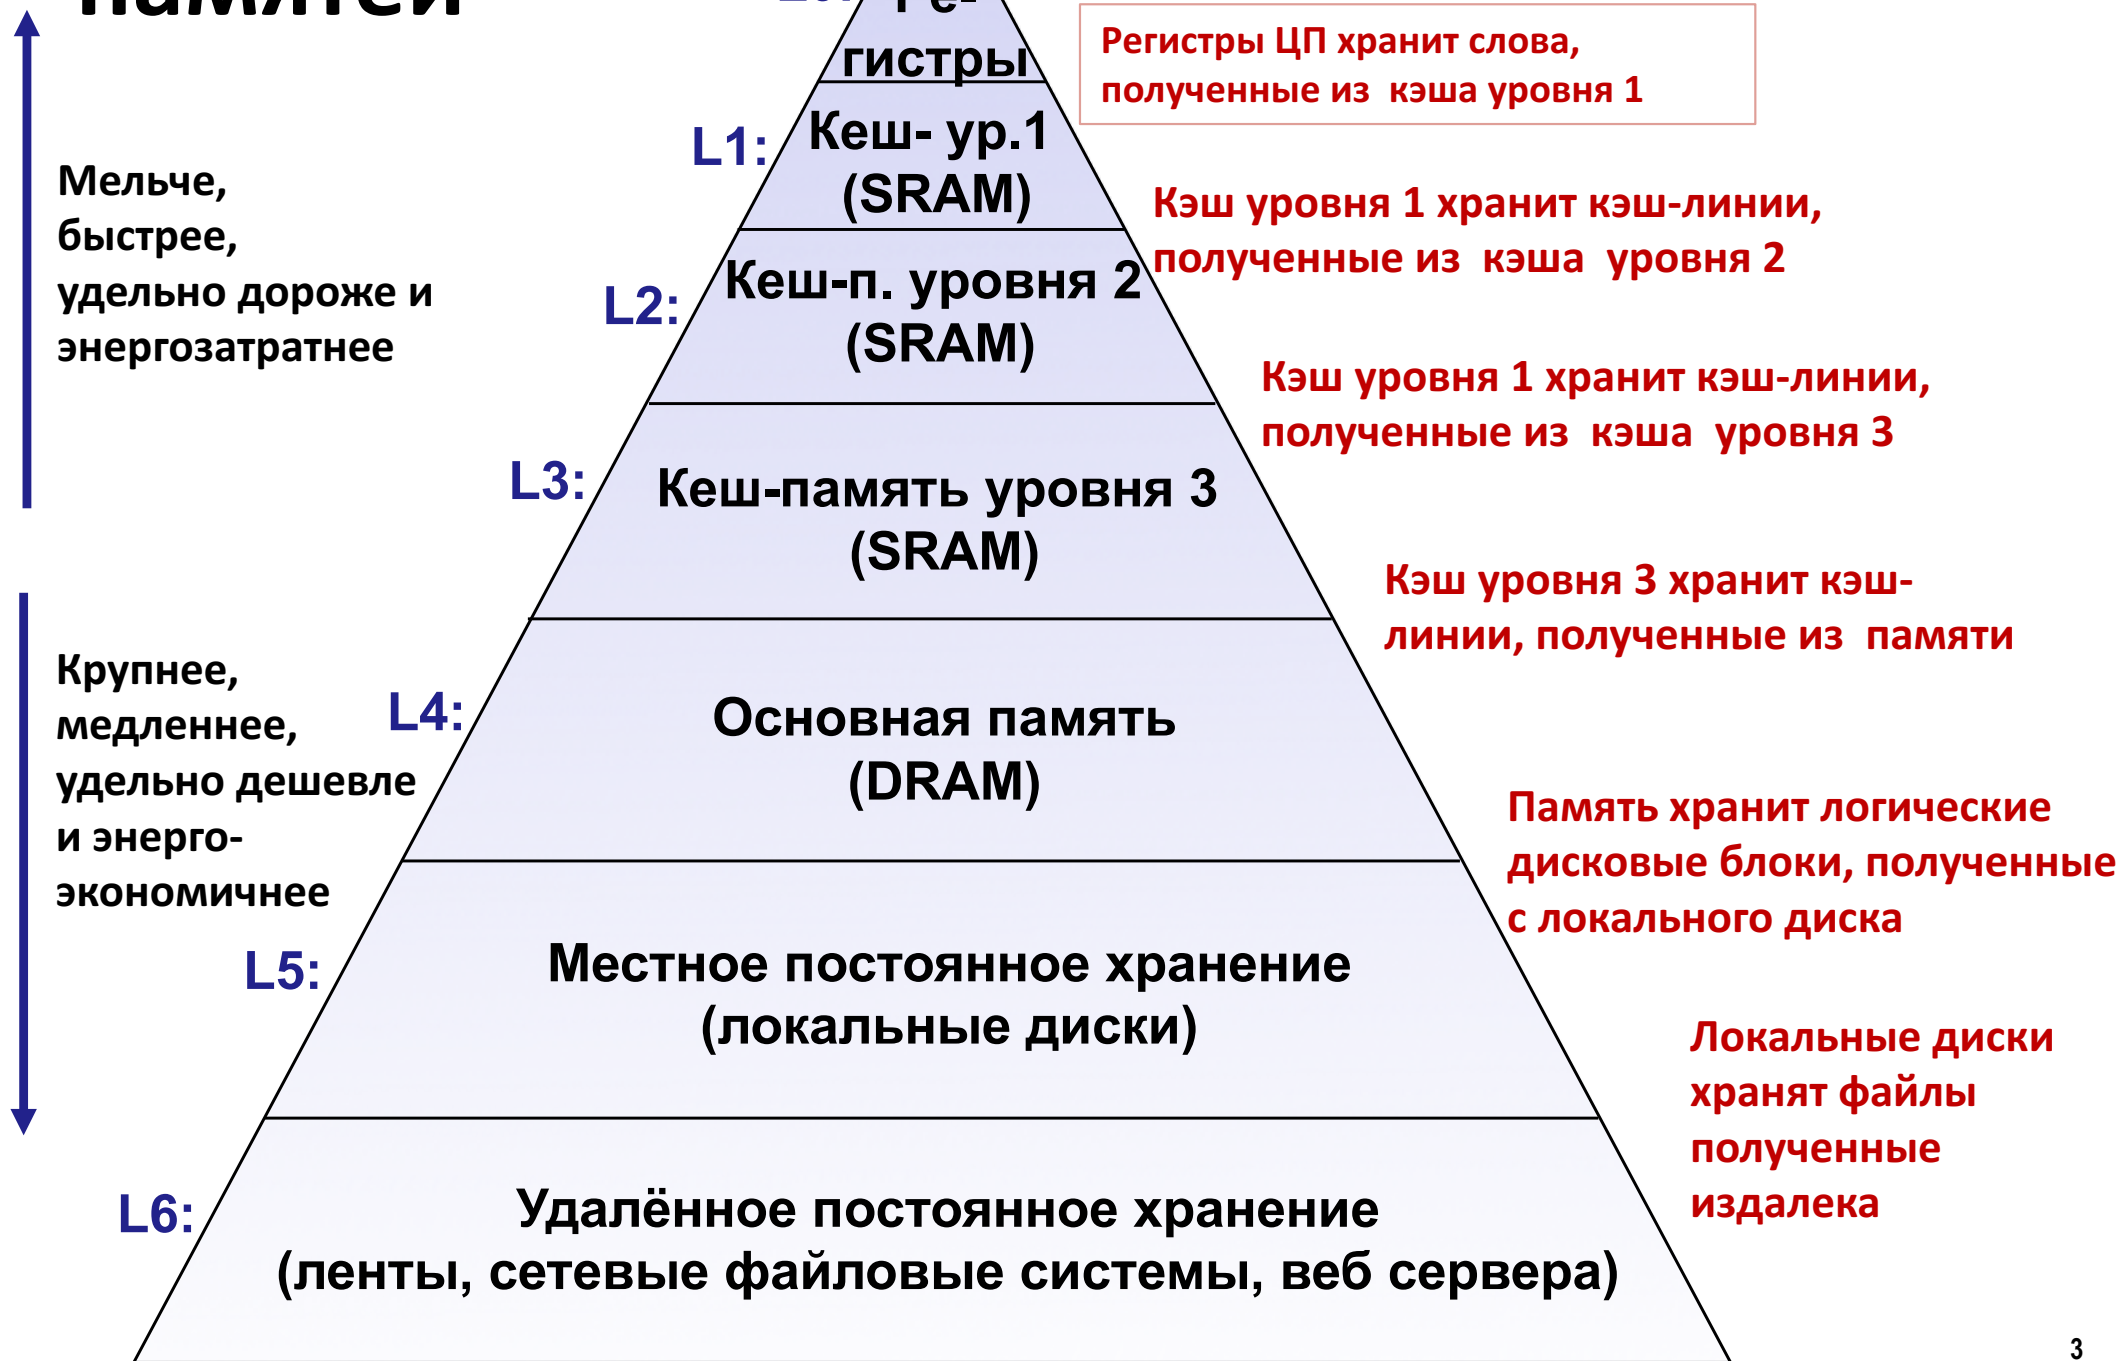 памятей
гистры
Регистры ЦП хранит слова,
полученные из кэша уровня 1
L1:
Кеш- ур.1
(SRAM)
Мельче,
быстрее,
удельно дороже и
энергозатратнее
Кэш уровня 1 хранит кэш-линии,
полученные из кэша уровня 2
L2:
Кеш-п. уровня 2
(SRAM)
Кэш уровня 1 хранит кэш-линии,
полученные из кэша уровня 3
L3:
Кеш-память уровня 3
(SRAM)
Кэш уровня 3 хранит кэш-
линии, полученные из памяти
Крупнее,
медленнее,
удельно дешевле
и энерго-
экономичнее
L4:
Основная память
(DRAM)
Память хранит логические
дисковые блоки, полученные
с локального диска
L5:
Местное постоянное хранение
(локальные диски)
Локальные диски
хранят файлы
полученные
издалека
L6:
Удалённое постоянное хранение
(ленты, сетевые файловые системы, веб сервера)
3